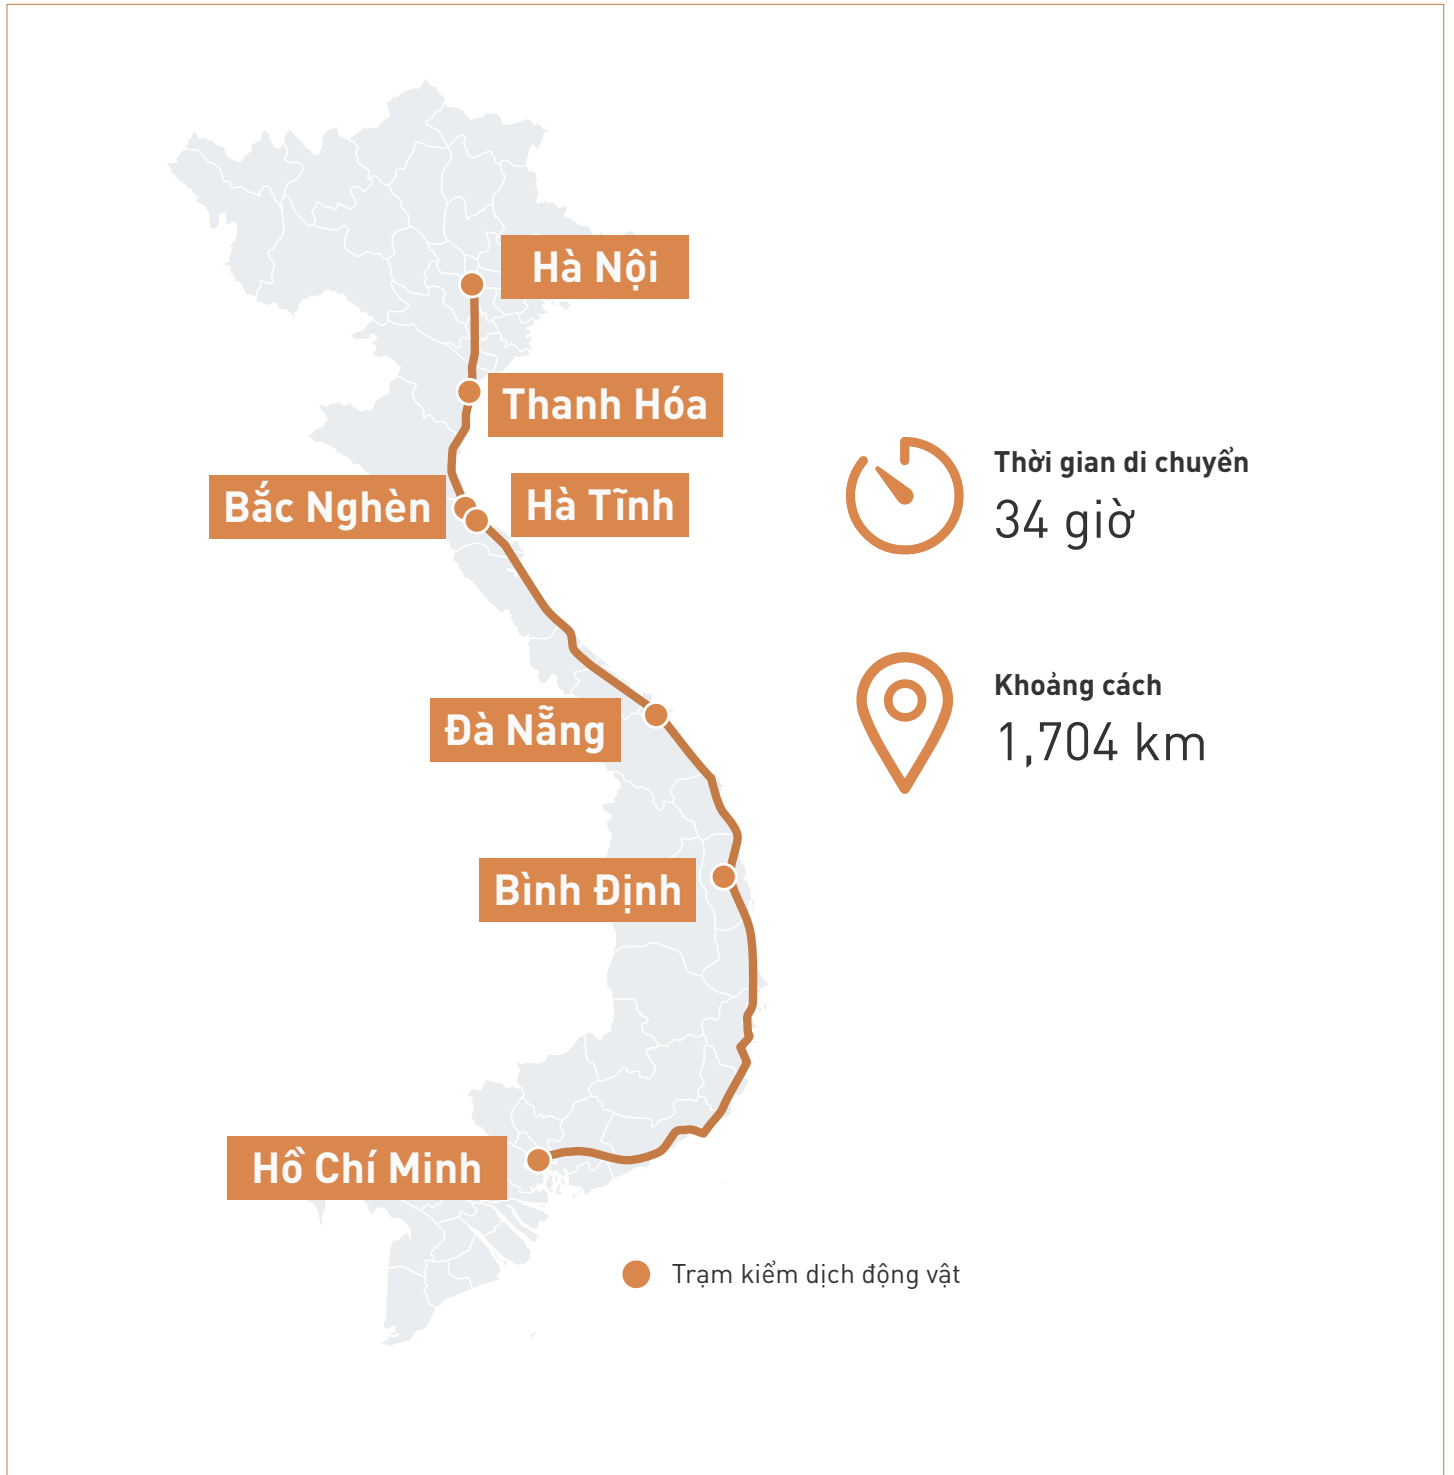 Hà Nội
Thanh Hóa
Bắc Nghèn
Hà Tĩnh
Thời gian di chuyển
34 giờ
Khoảng cách
1,704 km
Đà Nẵng
Bình Định
Hồ Chí Minh
Trạm kiểm dịch động vật